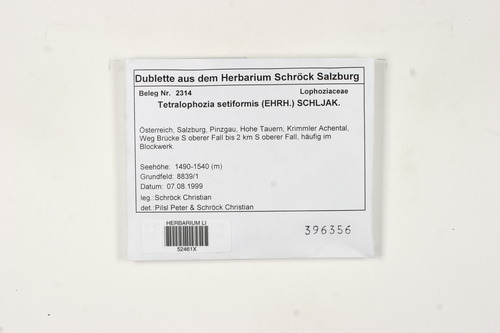 Dublette aus dem Herbarium Schröck Salzburg
Beleg Nr. 2314 Lophoziaceae
Tetralophozia setiformis (EHRH.) SCHLJAK.
Österreich, Salzburg, Pinzgau, Hohe Tauern, Krimmler Achental,
Weg Brücke S oberer Fall bis 2 km S oberer Fall, häufig im
Blockwerk.
Seehöhe: 1490-1540 (m)
Grundfeld: 8839/1
Datum: 07.08.1999
leg.:Schröck Christian
det.:Pilsl Peter & Schröck Christian
HERBARIUM LI
52461X
396356